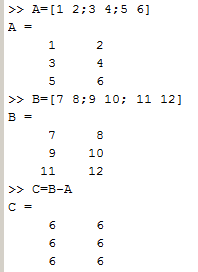 >> A=[1 2;3 4;5 6]
A =
1 2
3 4
5 6
>> B=[7 8;9 10; 11 12]
B =
7 8
9 10
11 12
>> C=B-A
C =
6 6
6 6
6 6